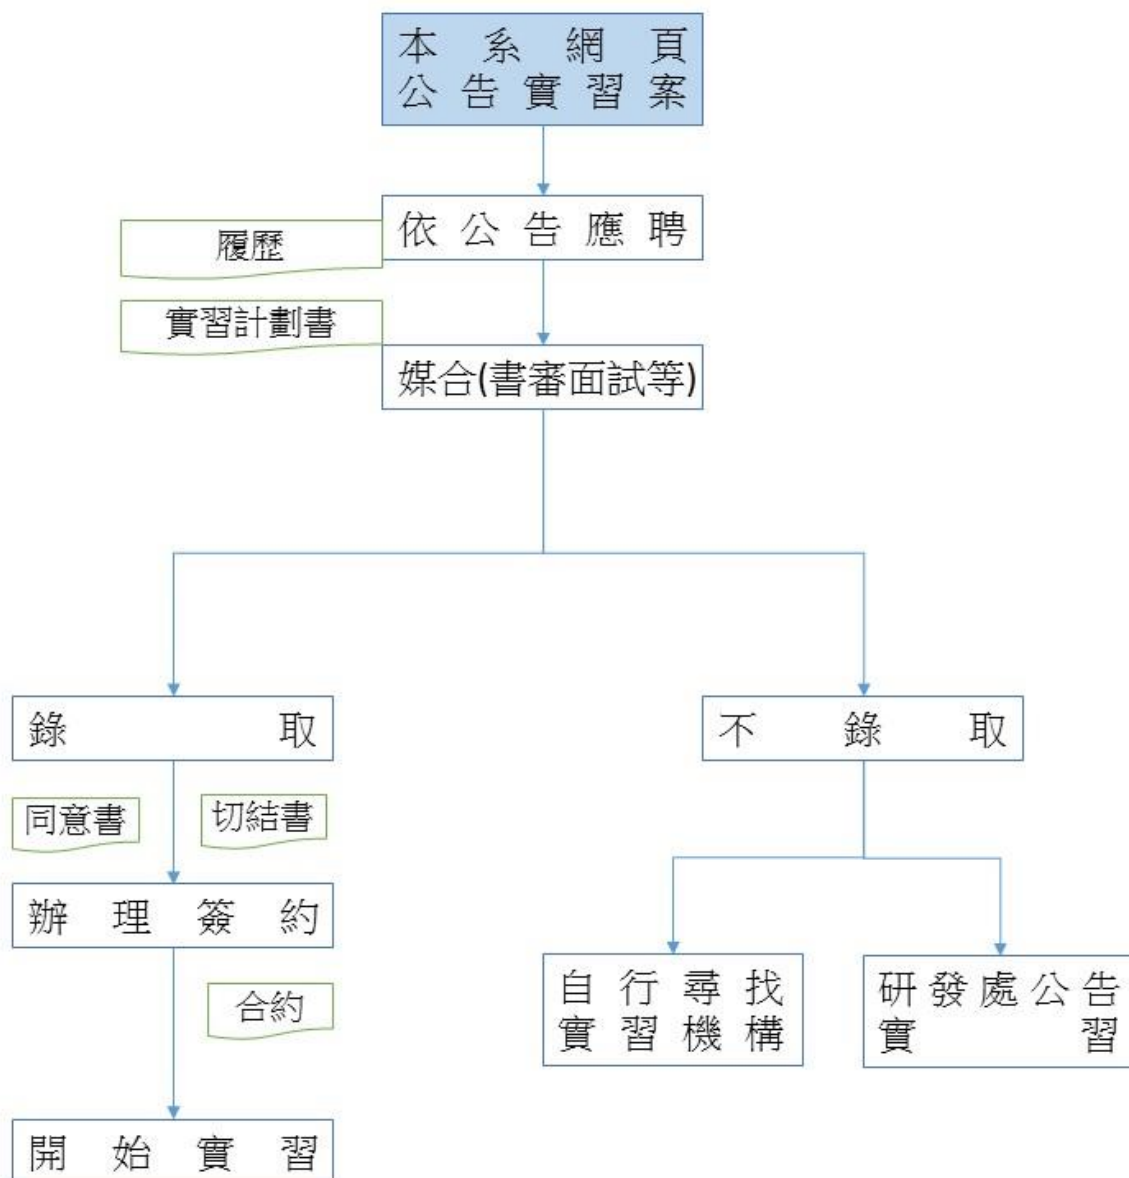 本系網頁
公告實習案
依公告應聘
履歷
實習計劃書
媒合(書審面試等)
錄取
不錄取
同意書
切結書
辦理簽約
合約
自行尋找
實習機構
研發處公告
實習
開始實習